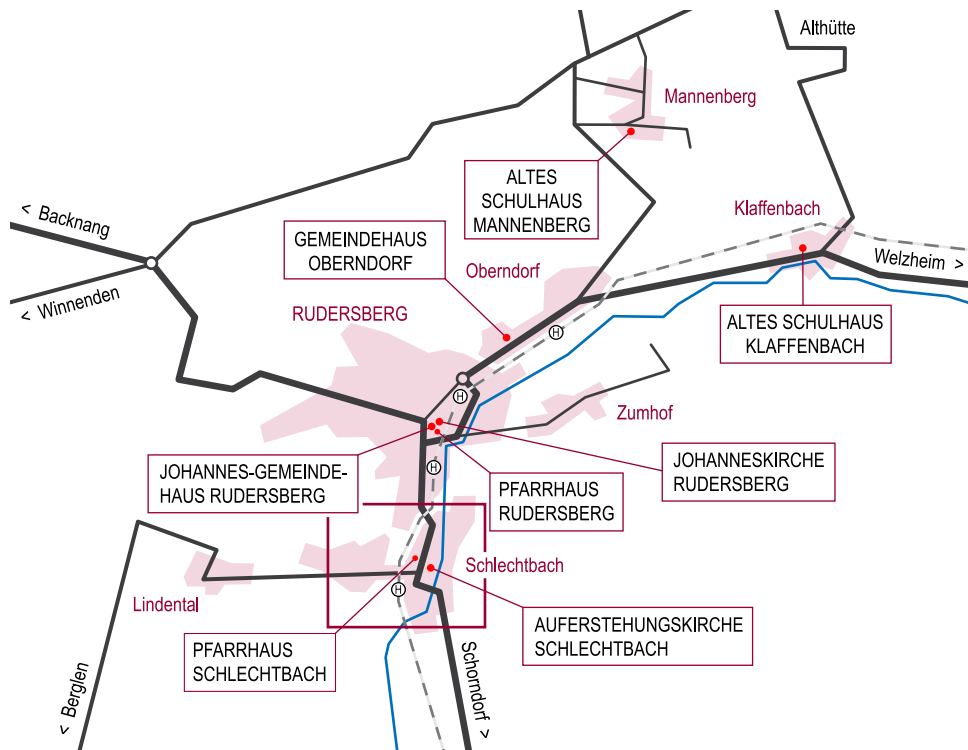 Althütte
Mannenberg
ALTES
SCHULHAUS
MANNENBERG
< Backnang
Klaffenbach
GEMEINDEHAUS
OBERNDORF
Oberndorf
Welzheim >
< Winnenden
RUDERSBERG
ALTES SCHULHAUS
KLAFFENBACH
H
H
Zumhof
JOHANNES-GEMEINDE-
HAUS RUDERSBERG
H
PFARRHAUS
RUDERSBERG
JOHANNESKIRCHE
RUDERSBERG
Schlechtbach
H
Lindental
PFARRHAUS
SCHLECHTBACH
AUFERSTEHUNGSKIRCHE
SCHLECHTBACH
< Berglen
Schorndorf >